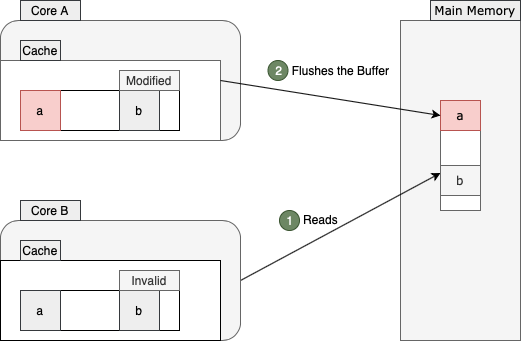 Core A
Main Memory
Cache
Modified
a
b
2 Flushes the Buffer
a
b
Core B
1 Reads
Cache
Invalid
a
b